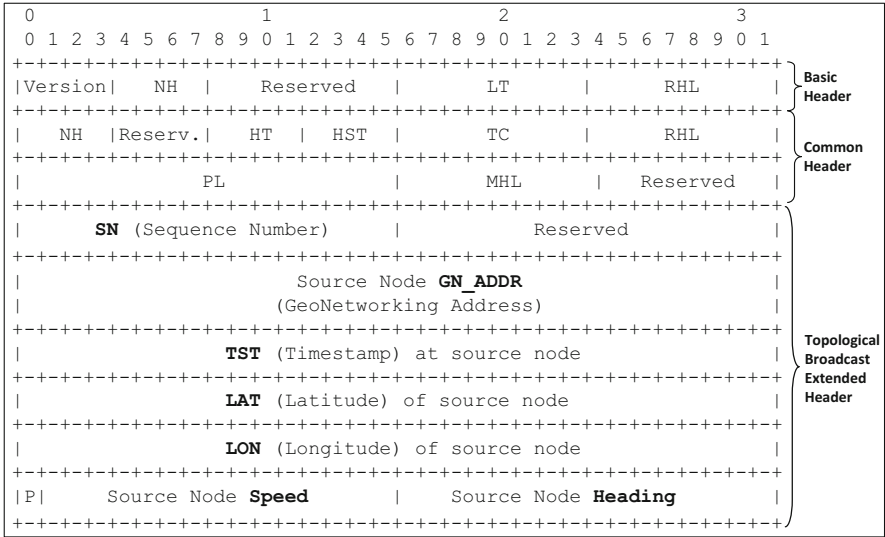 0                   1                   2                   3
0 1 2 3 4 5 6 7 8 9 0 1 2 3 4 5 6 7 8 9 0 1 2 3 4 5 6 7 8 9 0 1
+-+-+-+-+-+-+-+-+-+-+-+-+-+-+-+-+-+-+-+-+-+-+-+-+-+-+-+-+-+-+-+-+
|Version|   NH  |    Reserved   |       LT      |      RHL      |
+-+-+-+-+-+-+-+-+-+-+-+-+-+-+-+-+-+-+-+-+-+-+-+-+-+-+-+-+-+-+-+-+
Basic
Header
|   NH  |Reserv.|   HT  |  HST  |       TC      |      RHL      |
+-+-+-+-+-+-+-+-+-+-+-+-+-+-+-+-+-+-+-+-+-+-+-+-+-+-+-+-+-+-+-+-+
|               PL              |      MHL       |   Reserved   |
+-+-+-+-+-+-+-+-+-+-+-+-+-+-+-+-+-+-+-+-+-+-+-+-+-+-+-+-+-+-+-+-+
Common
Header
|      SN (Sequence Number)     |           Reserved            |
+-+-+-+-+-+-+-+-+-+-+-+-+-+-+-+-+-+-+-+-+-+-+-+-+-+-+-+-+-+-+-+-+
|                      Source Node GN_ADDR                      |
|                    (GeoNetworking Address)                    |
+-+-+-+-+-+-+-+-+-+-+-+-+-+-+-+-+-+-+-+-+-+-+-+-+-+-+-+-+-+-+-+-+
|                TST (Timestamp) at source node                 |
+-+-+-+-+-+-+-+-+-+-+-+-+-+-+-+-+-+-+-+-+-+-+-+-+-+-+-+-+-+-+-+-+
|                LAT (Latitude) of source node                  |
+-+-+-+-+-+-+-+-+-+-+-+-+-+-+-+-+-+-+-+-+-+-+-+-+-+-+-+-+-+-+-+-+
|                LON (Longitude) of source node                 |
+-+-+-+-+-+-+-+-+-+-+-+-+-+-+-+-+-+-+-+-+-+-+-+-+-+-+-+-+-+-+-+-+
|P|     Source Node Speed       |    Source Node Heading        |
+-+-+-+-+-+-+-+-+-+-+-+-+-+-+-+-+-+-+-+-+-+-+-+-+-+-+-+-+-+-+-+-+
Topological
Broadcast
Extended
Header